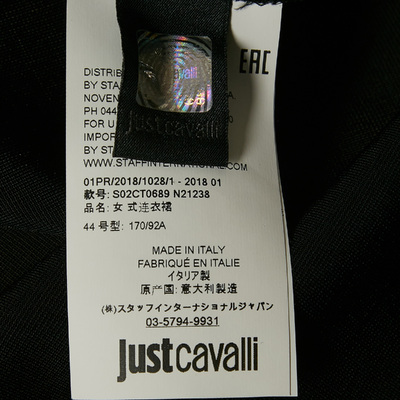 EAC
DISTRIB
BY STA
NOVEN
PH 044
FOR U
IMPOR
BY STA
justcavalli
WWW.STAFFINTERNATIONAL.COM
01PR/2018/1028/1 - 2018 01
款号: S02CT0689 N21238
品名: 女式连衣裙
44 号型: 170/92A
MADE IN ITALY
FABRIQUÉ EN ITALIE
イタリア製
原产国: 意大利制造
(株)スタッフインターナショナルジャパン
03-5794-9931
justcavalli